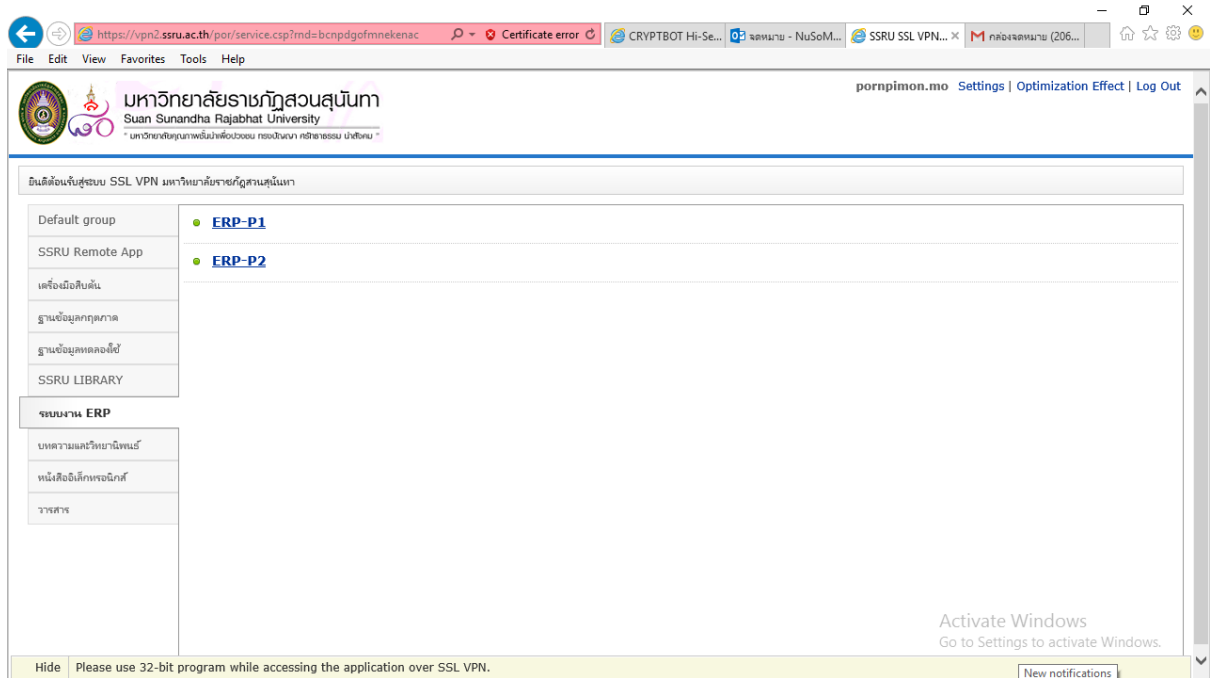 https://vpn2.ssru.ac.th/por/service.csp?rnd=bcnpdgofmnekenac
Certificate error
CRYPTBOT Hi-Se...
จดหมาย - NuSoM...
SSRU SSL VPN...
กล่องจดหมาย (206...
File Edit View Favorites Tools Help
มหาวิทยาลัยราชภัฏสวนสุนันทา
Suan Sunandha Rajabhat University
pornpimon.mo Settings | Optimization Effect | Log Out
ยินดีต้อนรับสู่ระบบ SSL VPN มหาวิทยาลัยราชภัฏสวนสุนันทา
Default group
SSRU Remote App
เครื่องมือสืบค้น
ฐานข้อมูลกฤตภาค
ฐานข้อมูลทดลองใช้
SSRU LIBRARY
ระบบงาน ERP
บทความและวิทยานิพนธ์
หนังสืออิเล็กทรอนิกส์
วารสาร
ERP-P1
ERP-P2
Activate Windows
Go to Settings to activate Windows.
Hide Please use 32-bit program while accessing the application over SSL VPN.
New notifications